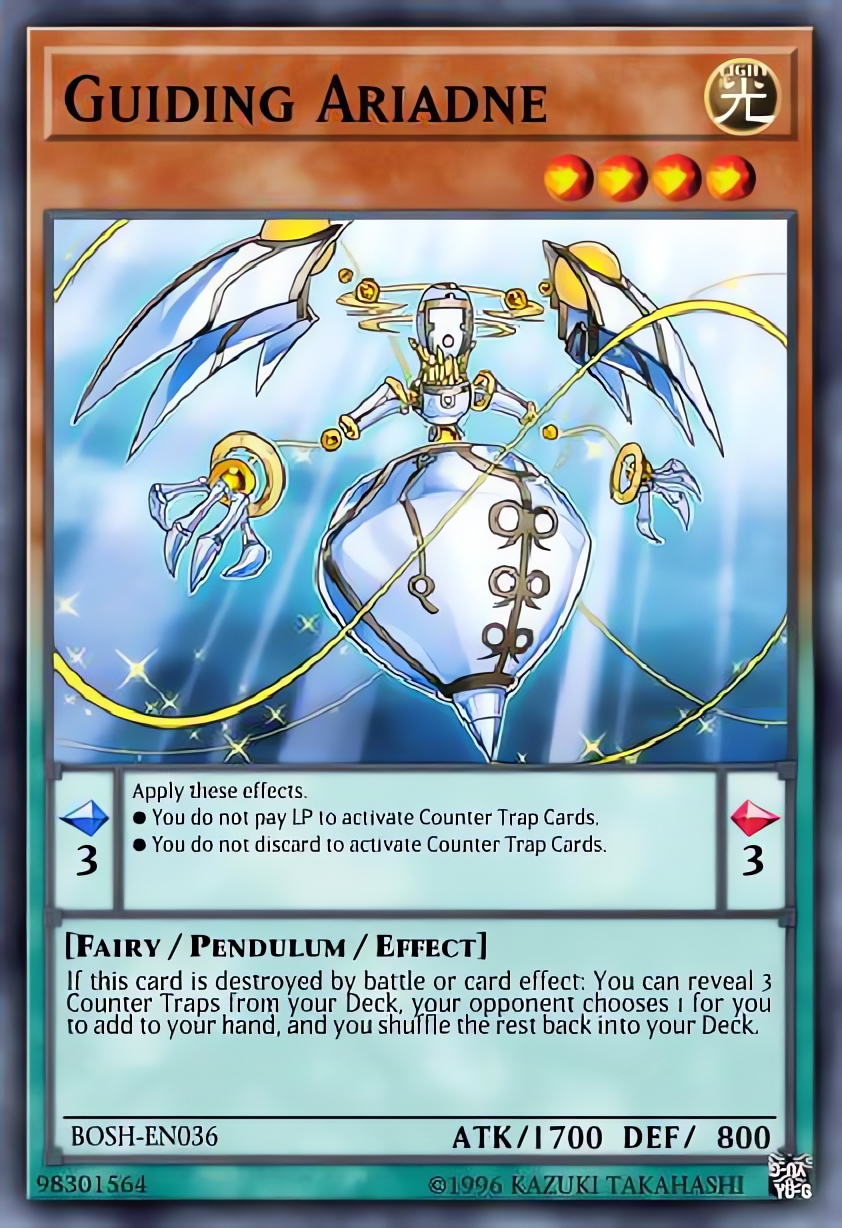 Guiding Ariadne
LIGHT
光
Apply these effects.
● You do not pay LP to activate Counter Trap Cards.
● You do not discard to activate Counter Trap Cards.
3
3
[Fairy / Pendulum / Effect]
If this card is destroyed by battle or card effect: You can reveal 3
Counter Traps from your Deck, your opponent chooses 1 for you
to add to your hand, and you shuffle the rest back into your Deck.
BOSH-EN036
ATK/1700 DEF/ 800
98301564
©1996 KAZUKI TAKAHASHI